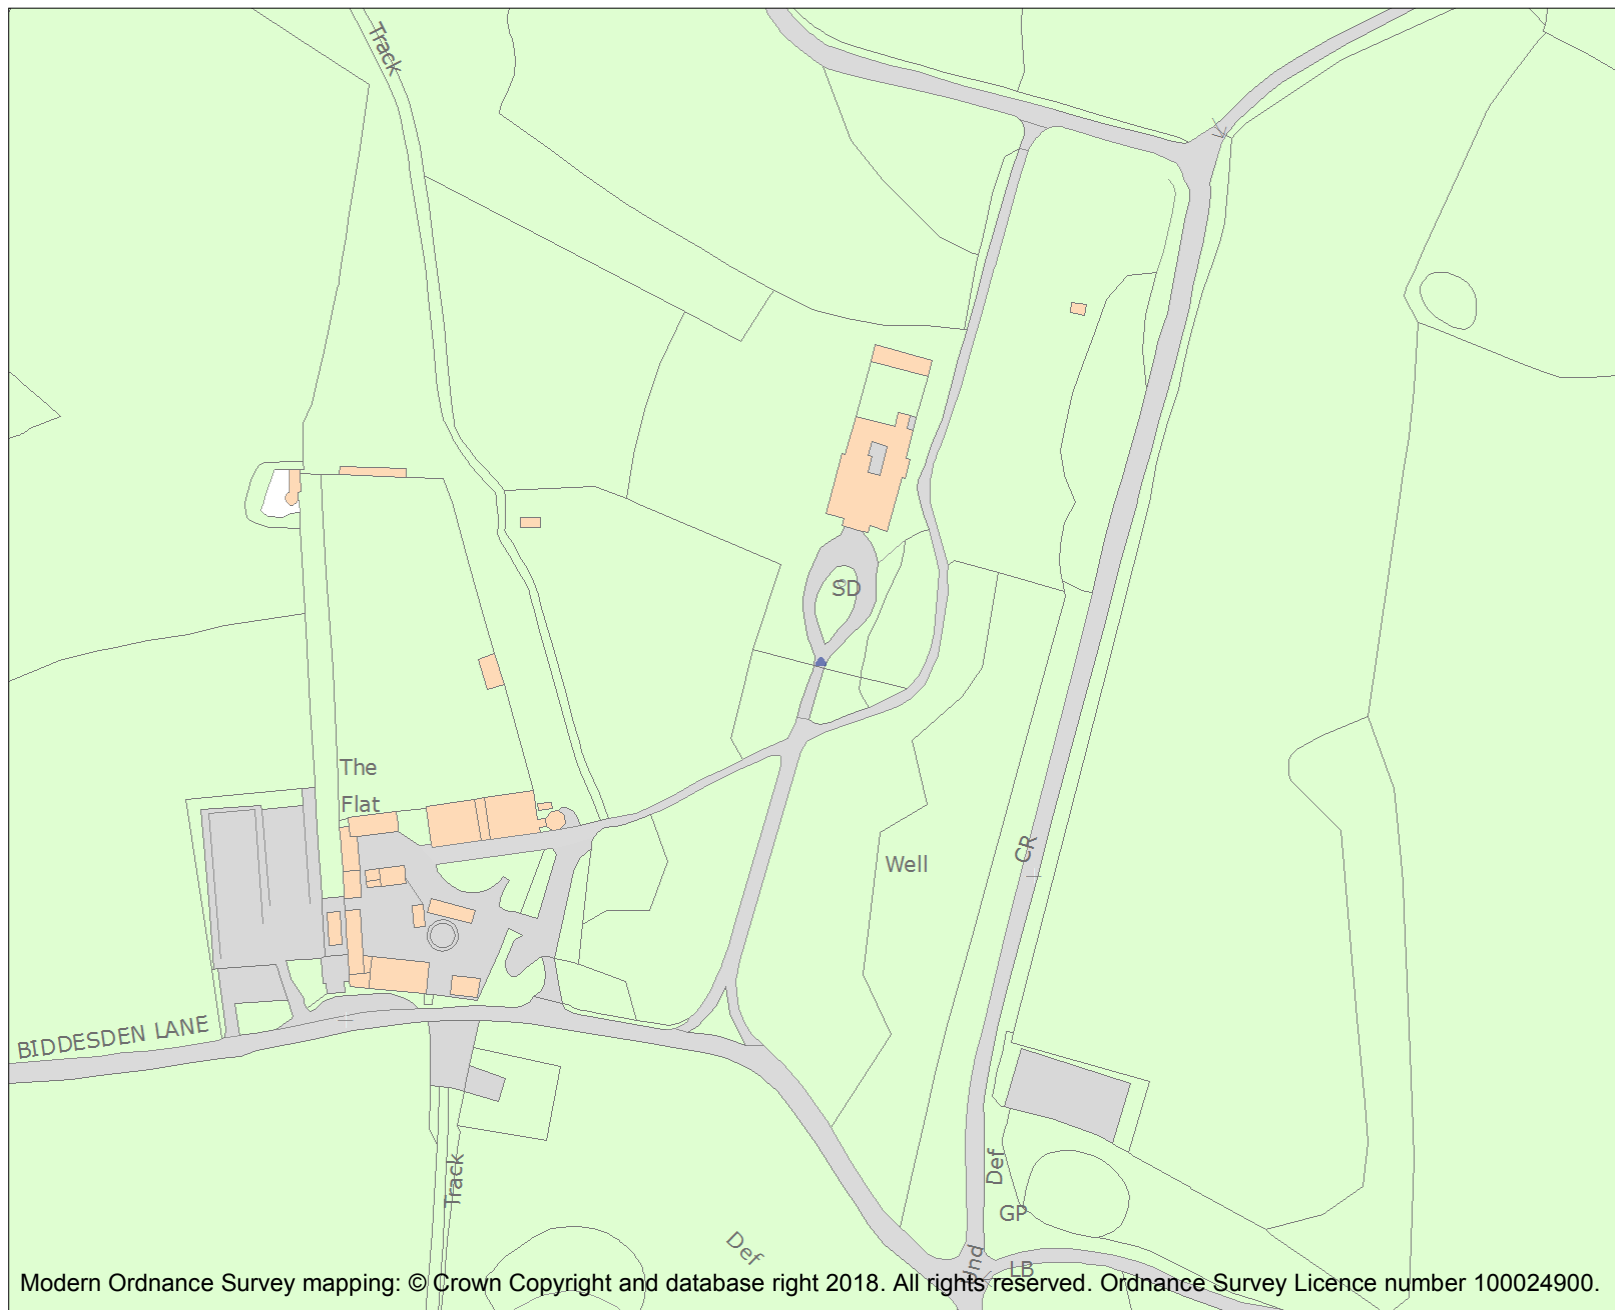 Track
SD
The
Flat
Well
CR
BIDDESDEN LANE
Track
Def
GP
Def
Und
LB
Modern Ordnance Survey mapping: © Crown Copyright and database right 2018. All rights reserved. Ordnance Survey Licence number 100024900.